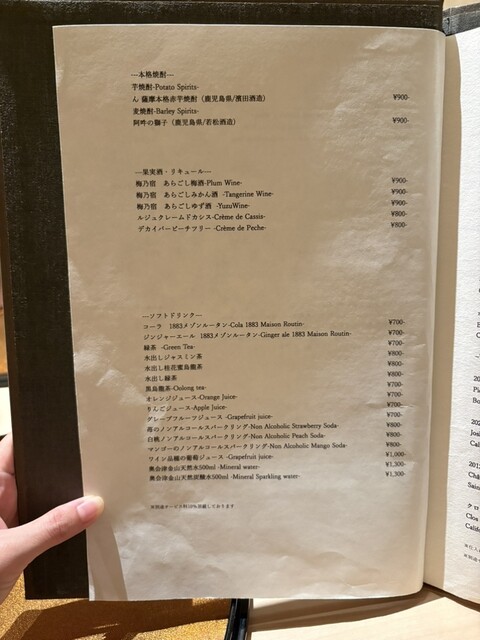 ―本格焼酎―
芋焼酎-Potato Spirits-
ん 薩摩本格赤芋焼酎（鹿児島県/濱田酒造） ¥900-
麦焼酎-Barley Spirits-
阿吽の獅子（鹿児島県/若松酒造） ¥900-
―果実酒・リキュール―
梅乃宿 あらごし梅酒-Plum Wine- ¥900-
梅乃宿 あらごしみかん酒 -Tangerine Wine- ¥900-
梅乃宿 あらごしゆず酒 -YuzuWine- ¥900-
ルジェクレームドカシス-Crème de Cassis- ¥800-
デカイパーピーチツリー -Crème de Pèche- ¥800-
―ソフトドリンク―
コーラ 1883メゾンルータン-Cola 1883 Maison Routin- ¥700-
ジンジャーエール 1883メゾンルータン-Ginger ale 1883 Maison Routin- ¥700-
緑茶 -Green Tea- ¥700-
水出しジャスミン茶 ¥800-
水出し桂花烏龍茶 ¥800-
水出し緑茶 ¥800-
黒烏龍茶-Oolong tea- ¥700-
オレンジジュース-Orange Juice- ¥700-
りんごジュース-Apple Juice- ¥700-
グレープフルーツジュース -Grapefruit juice- ¥700-
苺のノンアルコールスパークリング-Non Alcoholic Strawberry Soda- ¥800-
白桃ノンアルコールスパークリング-Non Alcoholic Peach Soda- ¥800-
マンゴーのノンアルコールスパークリング-Non Alcoholic Mango Soda- ¥800-
ワイン品種の葡萄ジュース -Grapefruit juice- ¥1,000-
奥会津金山天然水500ml -Mineral water- ¥1,300-
奥会津金山天然炭酸水500ml -Mineral Sparkling water- ¥1,300-
※別途サービス料10%頂戴しております